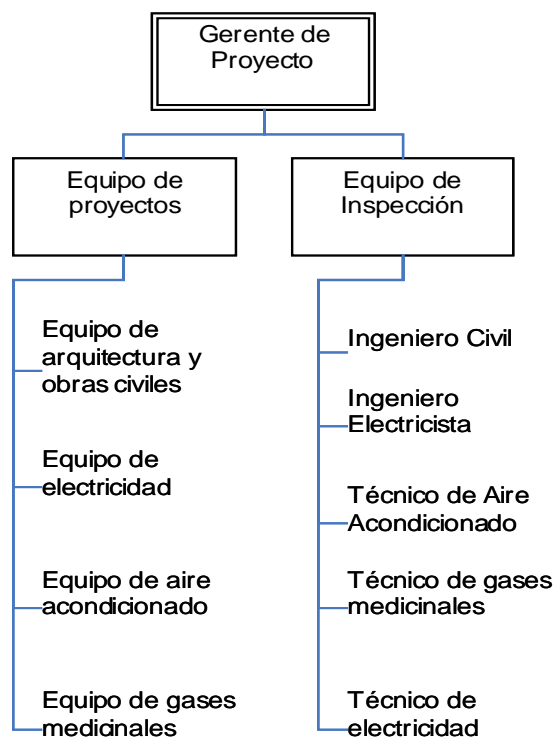 Gerente de
Proyecto
Equipo de
proyectos
Equipo de
arquitectura y
obras civiles
Equipo de
electricidad
Equipo de aire
acondicionado
Equipo de gases
medicinales
Equipo de
Inspección
Ingeniero Civil
Ingeniero
Electricista
Técnico de Aire
Acondicionado
Técnico de gases
medicinales
Técnico de
electricidad